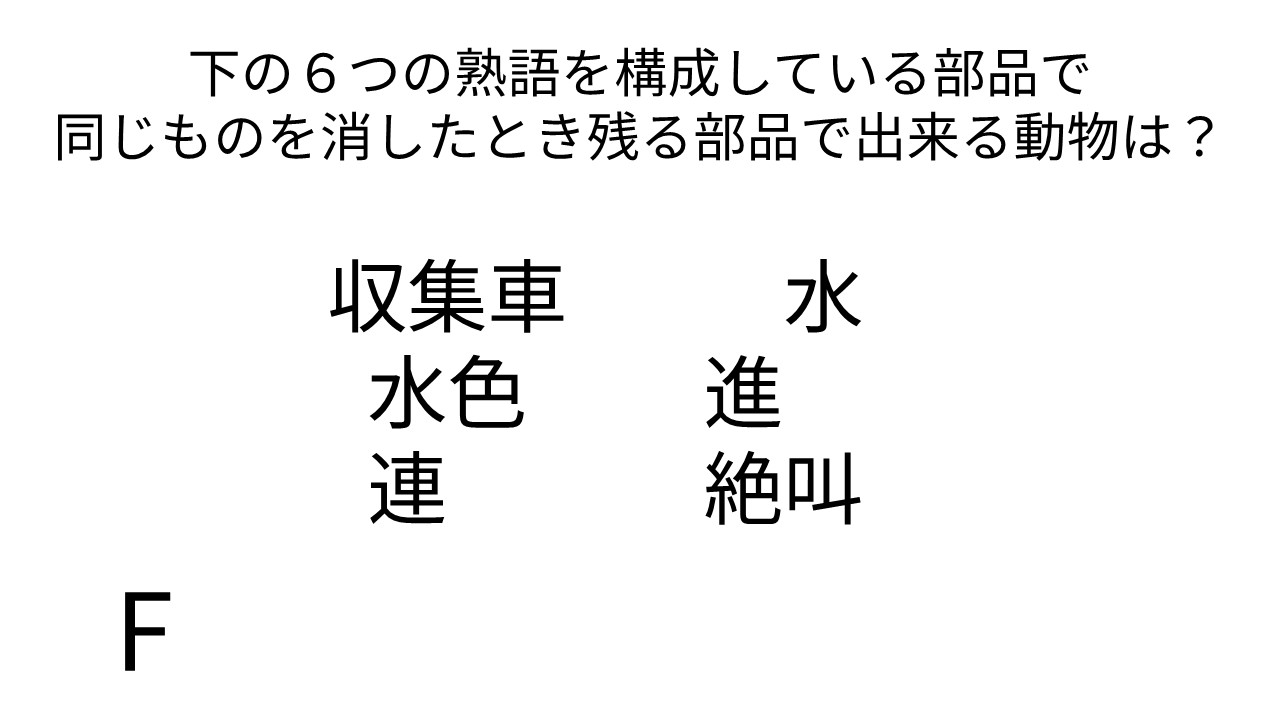 下の６つの熟語を構成している部品で
同じものを消したとき残る部品で出来る動物は？
収集車　　水
水色　　進
連　　絶叫
F